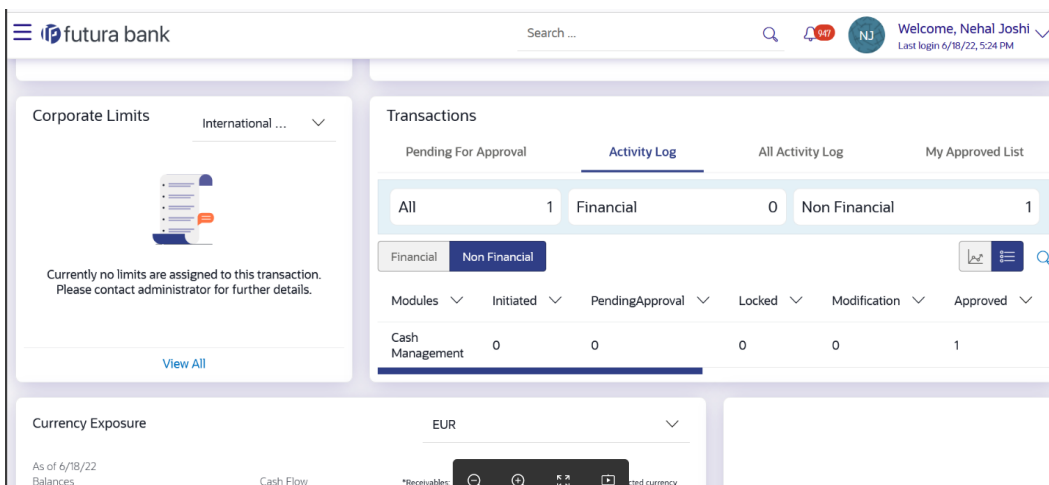 futura bank
Search ...
947
NJ
Welcome, Nehal Joshi
Last login 6/18/22, 5:24 PM
Corporate Limits
International ...
Currently no limits are assigned to this transaction.
Please contact administrator for further details.
View All
Transactions
Pending For Approval Activity Log All Activity Log My Approved List
All 1 Financial 0 Non Financial 1
Financial Non Financial
Modules Initiated PendingApproval Locked Modification Approved
Cash
Management 0 0 0 0 1
Currency Exposure
EUR
As of 6/18/22
Balances Cash Flow
*Receivables: cted currency